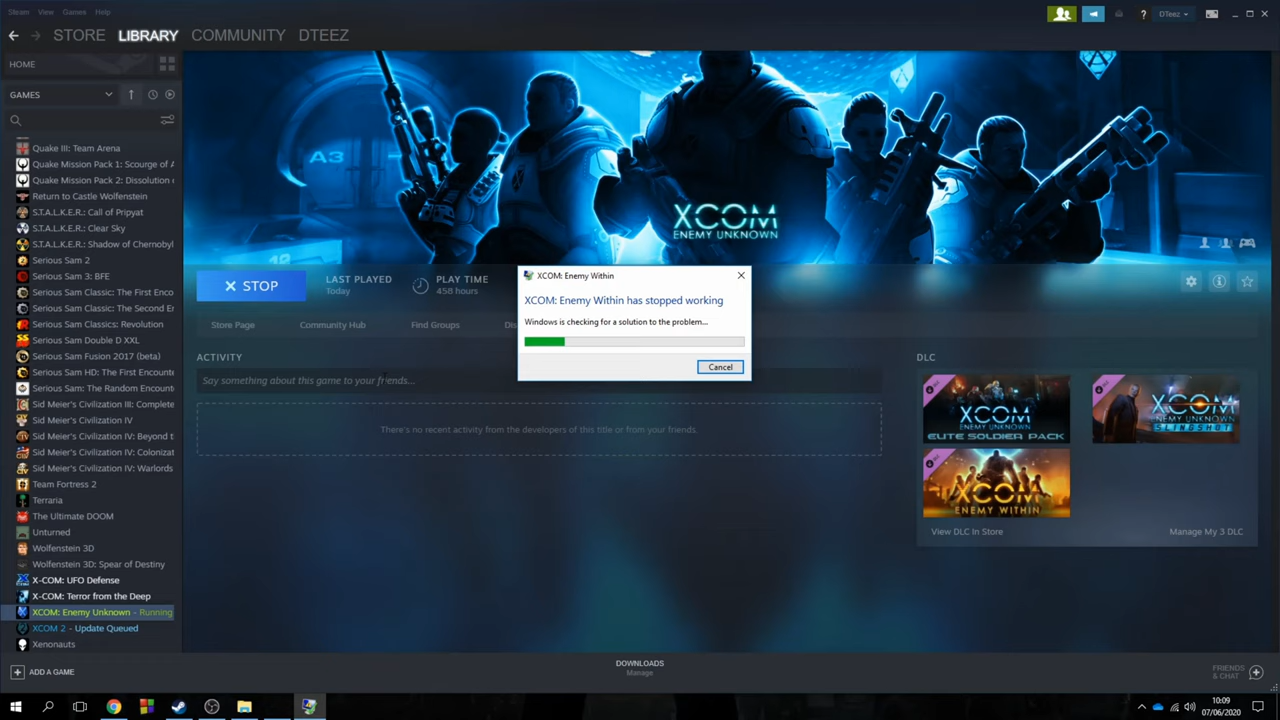 Steam View Games Help
DTeez
STORE LIBRARY COMMUNITY DTEEZ
HOME
GAMES
Quake III: Team Arena
Quake Mission Pack 1: Scourge of A
Quake Mission Pack 2: Dissolution o
Return to Castle Wolfenstein
S.T.A.L.K.E.R.: Call of Pripyat
S.T.A.L.K.E.R.: Clear Sky
S.T.A.L.K.E.R.: Shadow of Chernobyl
Serious Sam 2
Serious Sam 3: BFE
Serious Sam Classic: The First Enco
Serious Sam Classic: The Second En
Serious Sam Classics: Revolution
Serious Sam Double D XXL
Serious Sam Fusion 2017 (beta)
Serious Sam HD: The First Encounte
Serious Sam: The Random Encount
Sid Meier's Civilization III: Complete
Sid Meier's Civilization IV
Sid Meier's Civilization IV: Beyond t
Sid Meier's Civilization IV: Colonizat
Sid Meier's Civilization IV: Warlords
Team Fortress 2
Terraria
The Ultimate DOOM
Unturned
Wolfenstein 3D
Wolfenstein 3D: Spear of Destiny
X-COM: UFO Defense
X-COM: Terror from the Deep
XCOM: Enemy Unknown - Running
XCOM 2 - Update Queued
Xenonauts
ADD A GAME
A3
XCOM
ENEMY UNKNOWN
STOP
LAST PLAYED
Today
PLAY TIME
458 hours
Store Page Community Hub Find Groups Dis
ACTIVITY
Say something about this game to your friends...
There's no recent activity from the developers of this title or from your friends.
XCOM: Enemy Within
XCOM: Enemy Within has stopped working
Windows is checking for a solution to the problem...
Cancel
DLC
XCOM
ENEMY UNKNOWN
ELITE SOLDIER PACK
XCOM
ENEMY UNKNOWN
SLINGSHOT
XCOM
ENEMY WITHIN
View DLC In Store Manage My 3 DLC
DOWNLOADS
Manage
FRIENDS
& CHAT
10:09
07/06/2020